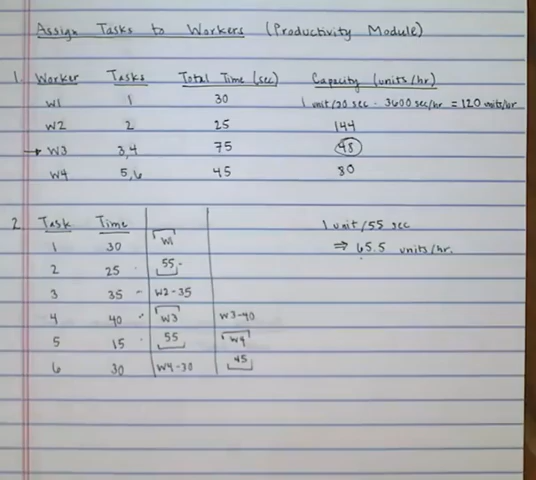 Assign Tasks to Workers (Productivity Module)
1. Worker Tasks Total Time (sec) Capacity (units/hr)
W1 1 30 1 unit/30 sec · 3600 sec/hr = 120 units/hr
W2 2 25 144
→ W3 3,4 75 48
W4 5,6 45 80
2 Task Time 1 unit/55 sec
1 30 W1 ⇒ 65.5 units/hr.
2 25 55
3 35 W2-35
4 40 W3 W3-40
5 15 55 W4
6 30 W4-30 45